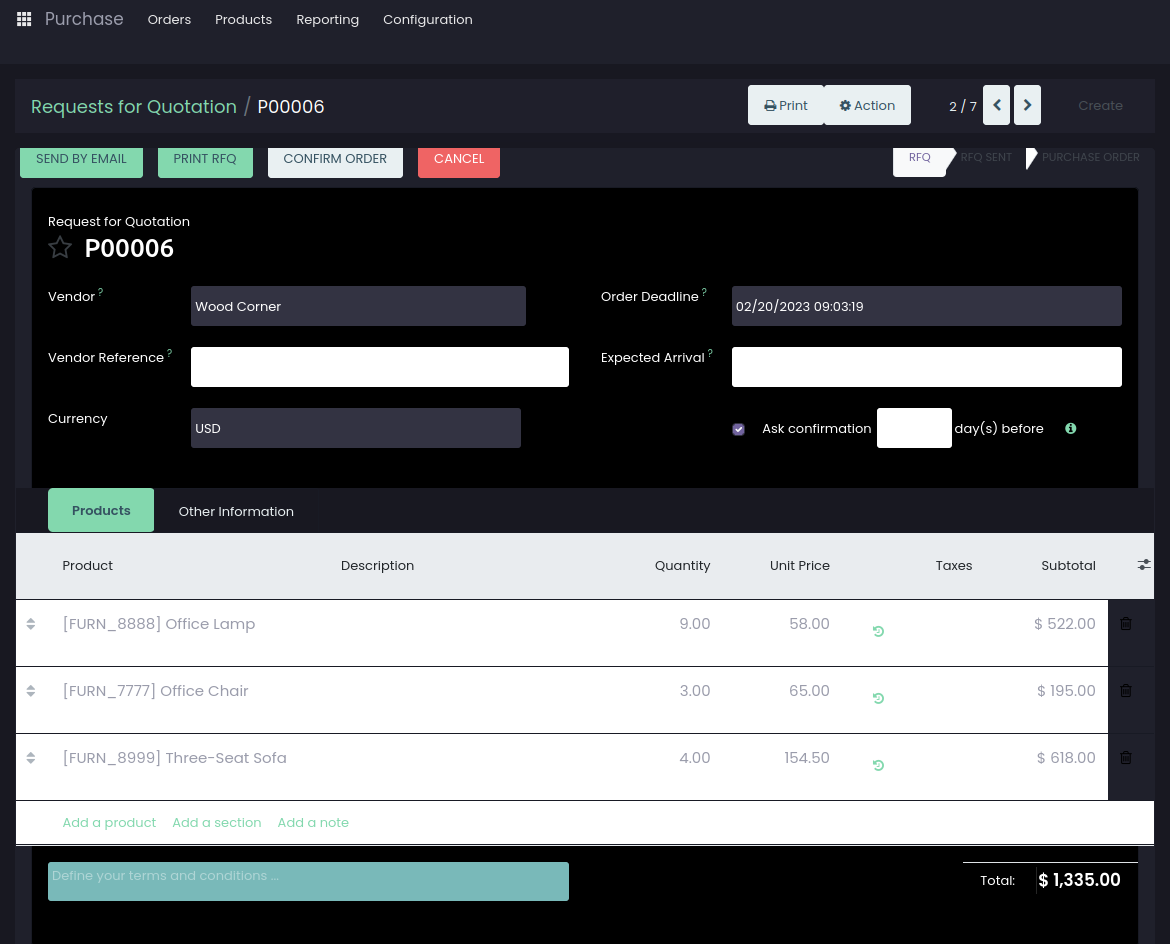 Purchase Orders Products Reporting Configuration
Requests for Quotation / P00006 Print Action 2 / 7 Create
SEND BY EMAIL PRINT RFQ CONFIRM ORDER CANCEL RFQ RFQ SENT PURCHASE ORDER
Request for Quotation
P00006
Vendor ? Wood Corner Order Deadline ? 02/20/2023 09:03:19
Vendor Reference ? Expected Arrival ?
Currency USD Ask confirmation day(s) before
Products Other Information
Product Description Quantity Unit Price Taxes Subtotal
[FURN_8888] Office Lamp 9.00 58.00 $ 522.00
[FURN_7777] Office Chair 3.00 65.00 $ 195.00
[FURN_8999] Three-Seat Sofa 4.00 154.50 $ 618.00
Add a product Add a section Add a note
Define your terms and conditions ... Total: $ 1,335.00